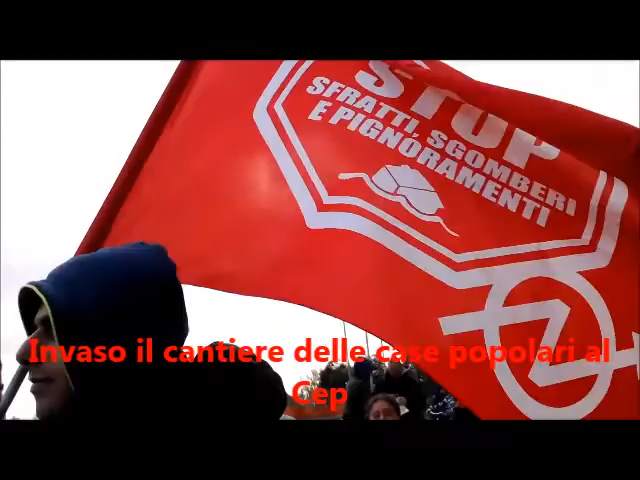 STOP
SFRATTI, SGOMBERI
E PIGNORAMENTI
Invaso il cantiere delle case popolari al
Cep